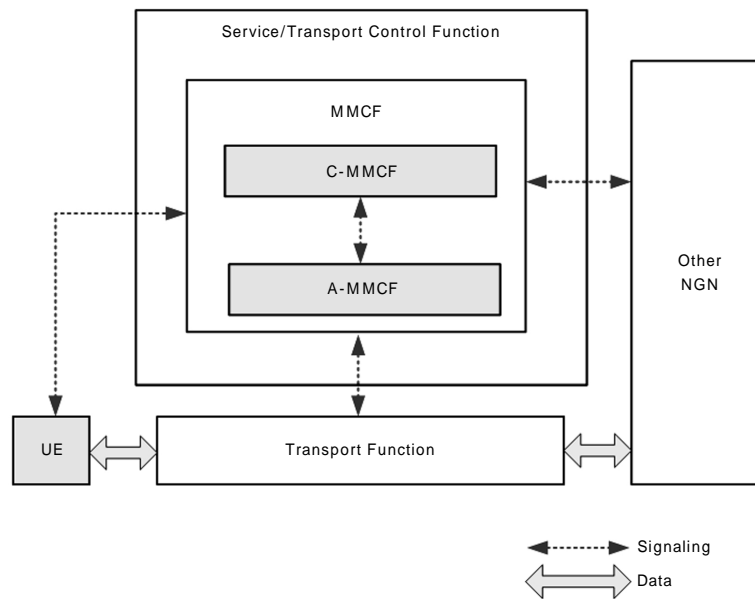 Service/Transport Control Function
MMCF
C-MMCF
A-MMCF
Other
NGN
UE
Transport Function
Signaling
Data